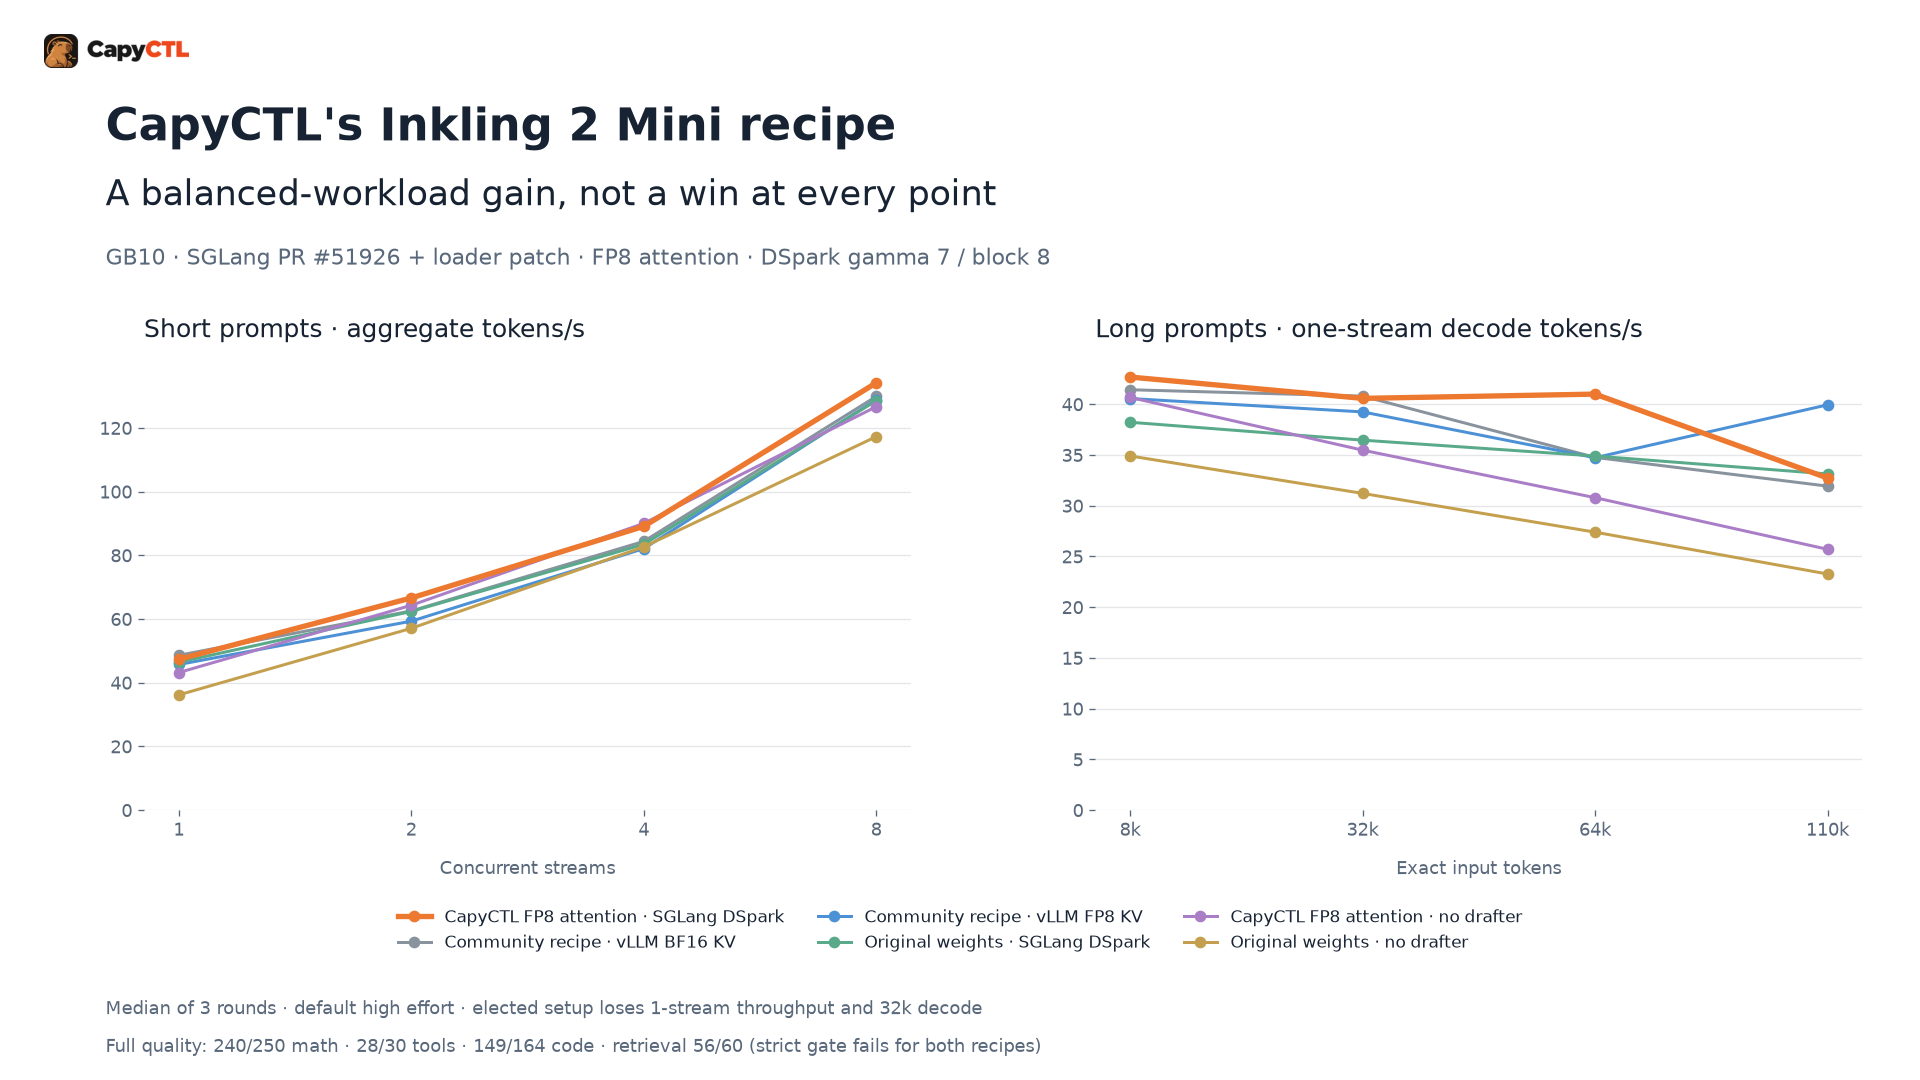 CapyCTL
CapyCTL's Inkling 2 Mini recipe
A balanced-workload gain, not a win at every point
GB10 · SGLang PR #51926 + loader patch · FP8 attention · DSpark gamma 7 / block 8
Short prompts · aggregate tokens/s
120
100
80
60
40
20
0
1 2 4 8
Concurrent streams
Long prompts · one-stream decode tokens/s
40
35
30
25
20
15
10
5
0
8k 32k 64k 110k
Exact input tokens
CapyCTL FP8 attention · SGLang DSpark
Community recipe · vLLM BF16 KV
Community recipe · vLLM FP8 KV
Original weights · SGLang DSpark
CapyCTL FP8 attention · no drafter
Original weights · no drafter
Median of 3 rounds · default high effort · elected setup loses 1-stream throughput and 32k decode
Full quality: 240/250 math · 28/30 tools · 149/164 code · retrieval 56/60 (strict gate fails for both recipes)